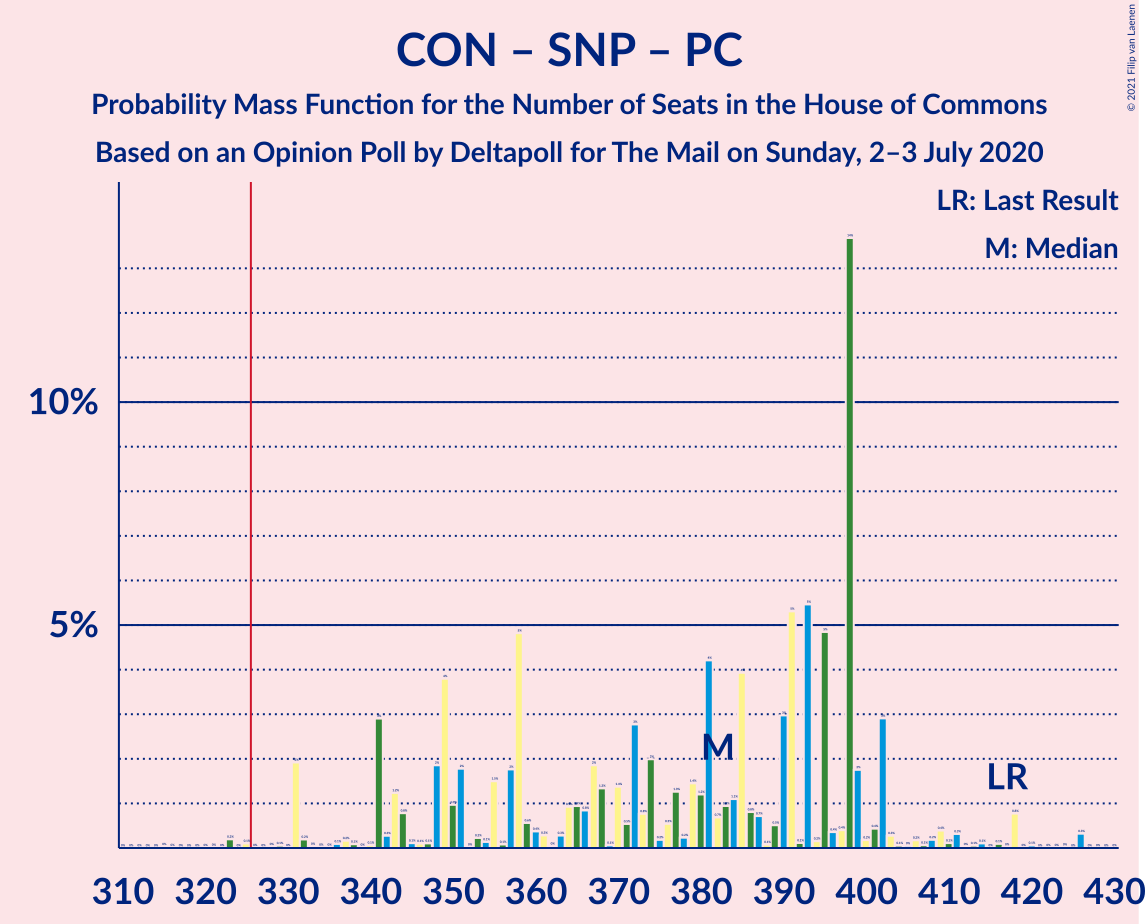 CON – SNP – PC
Probability Mass Function for the Number of Seats in the House of Commons
Based on an Opinion Poll by Deltapoll for The Mail on Sunday, 2–3 July 2020
© 2021 Filip van Laenen
LR: Last Result
M: Median
10%
5%
M
LR
310 320 330 340 350 360 370 380 390 400 410 420 430